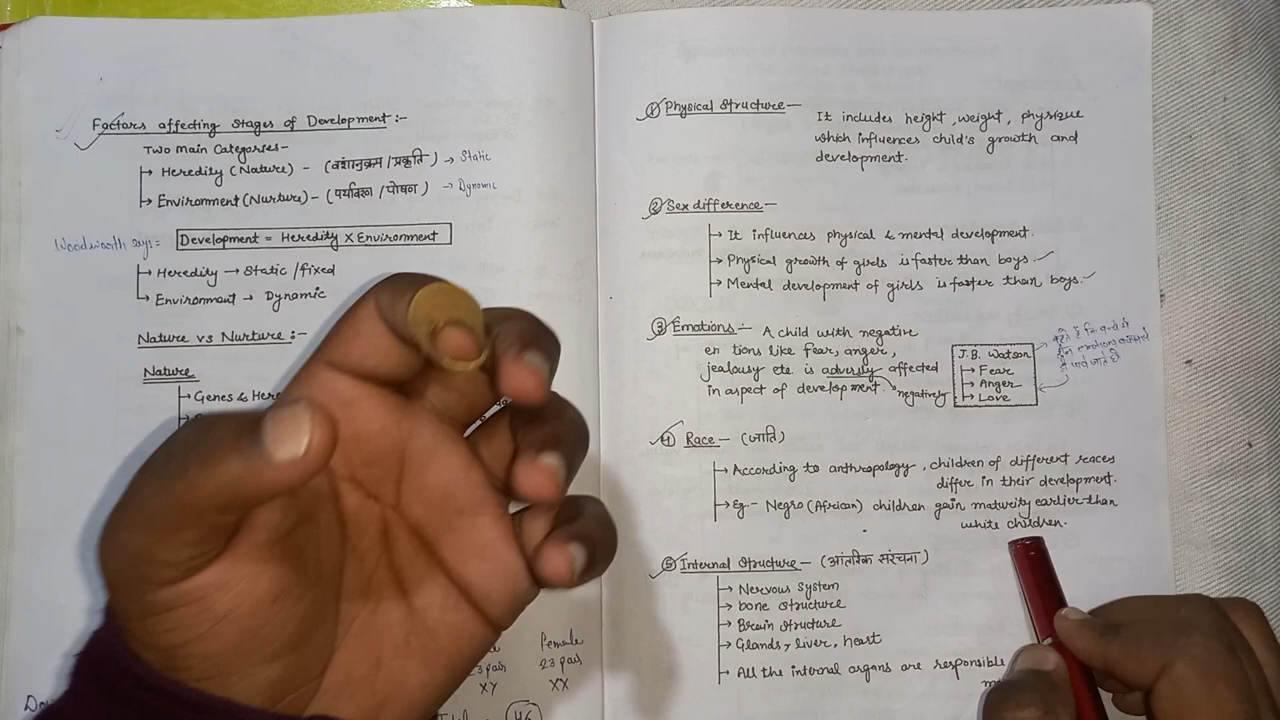 Factors affecting Stages of Development :-
Two Main Categories-
Heredity (Nature) - (वंशानुक्रम / प्रकृति) → Static
Environment (Nurture) - (पर्यावरण / पोषण) → Dynamic
Woodworth says =
Development = Heredity X Environment
Heredity → Static / fixed
Environment → Dynamic
Nature vs Nurture :-
Nature
Genes &
Female
23 pair
XY XX
46
① Physical Structure -
It includes height, weight, physique
which influences child's growth and
development.
② Sex difference -
It influences physical & mental development.
Physical growth of girls is faster than boys.
Mental development of girls is faster than boys.
③ Emotions :- A child with negative
tions like fear, anger,
jealousy etc. is adversly affected
in aspect of development. → negatively
J.B. Watson
Fear
Anger
Love
④ Race - (जाति)
According to anthropology, children of different races
differ in their development.
Eg:- Negro (African) children gain maturity earlier than
white children.
⑤ Internal Structure - (आंतरिक संरचना)
Nervous System
bone structure
Brain structure
Glands, liver, heart
All the internal organs are responsible